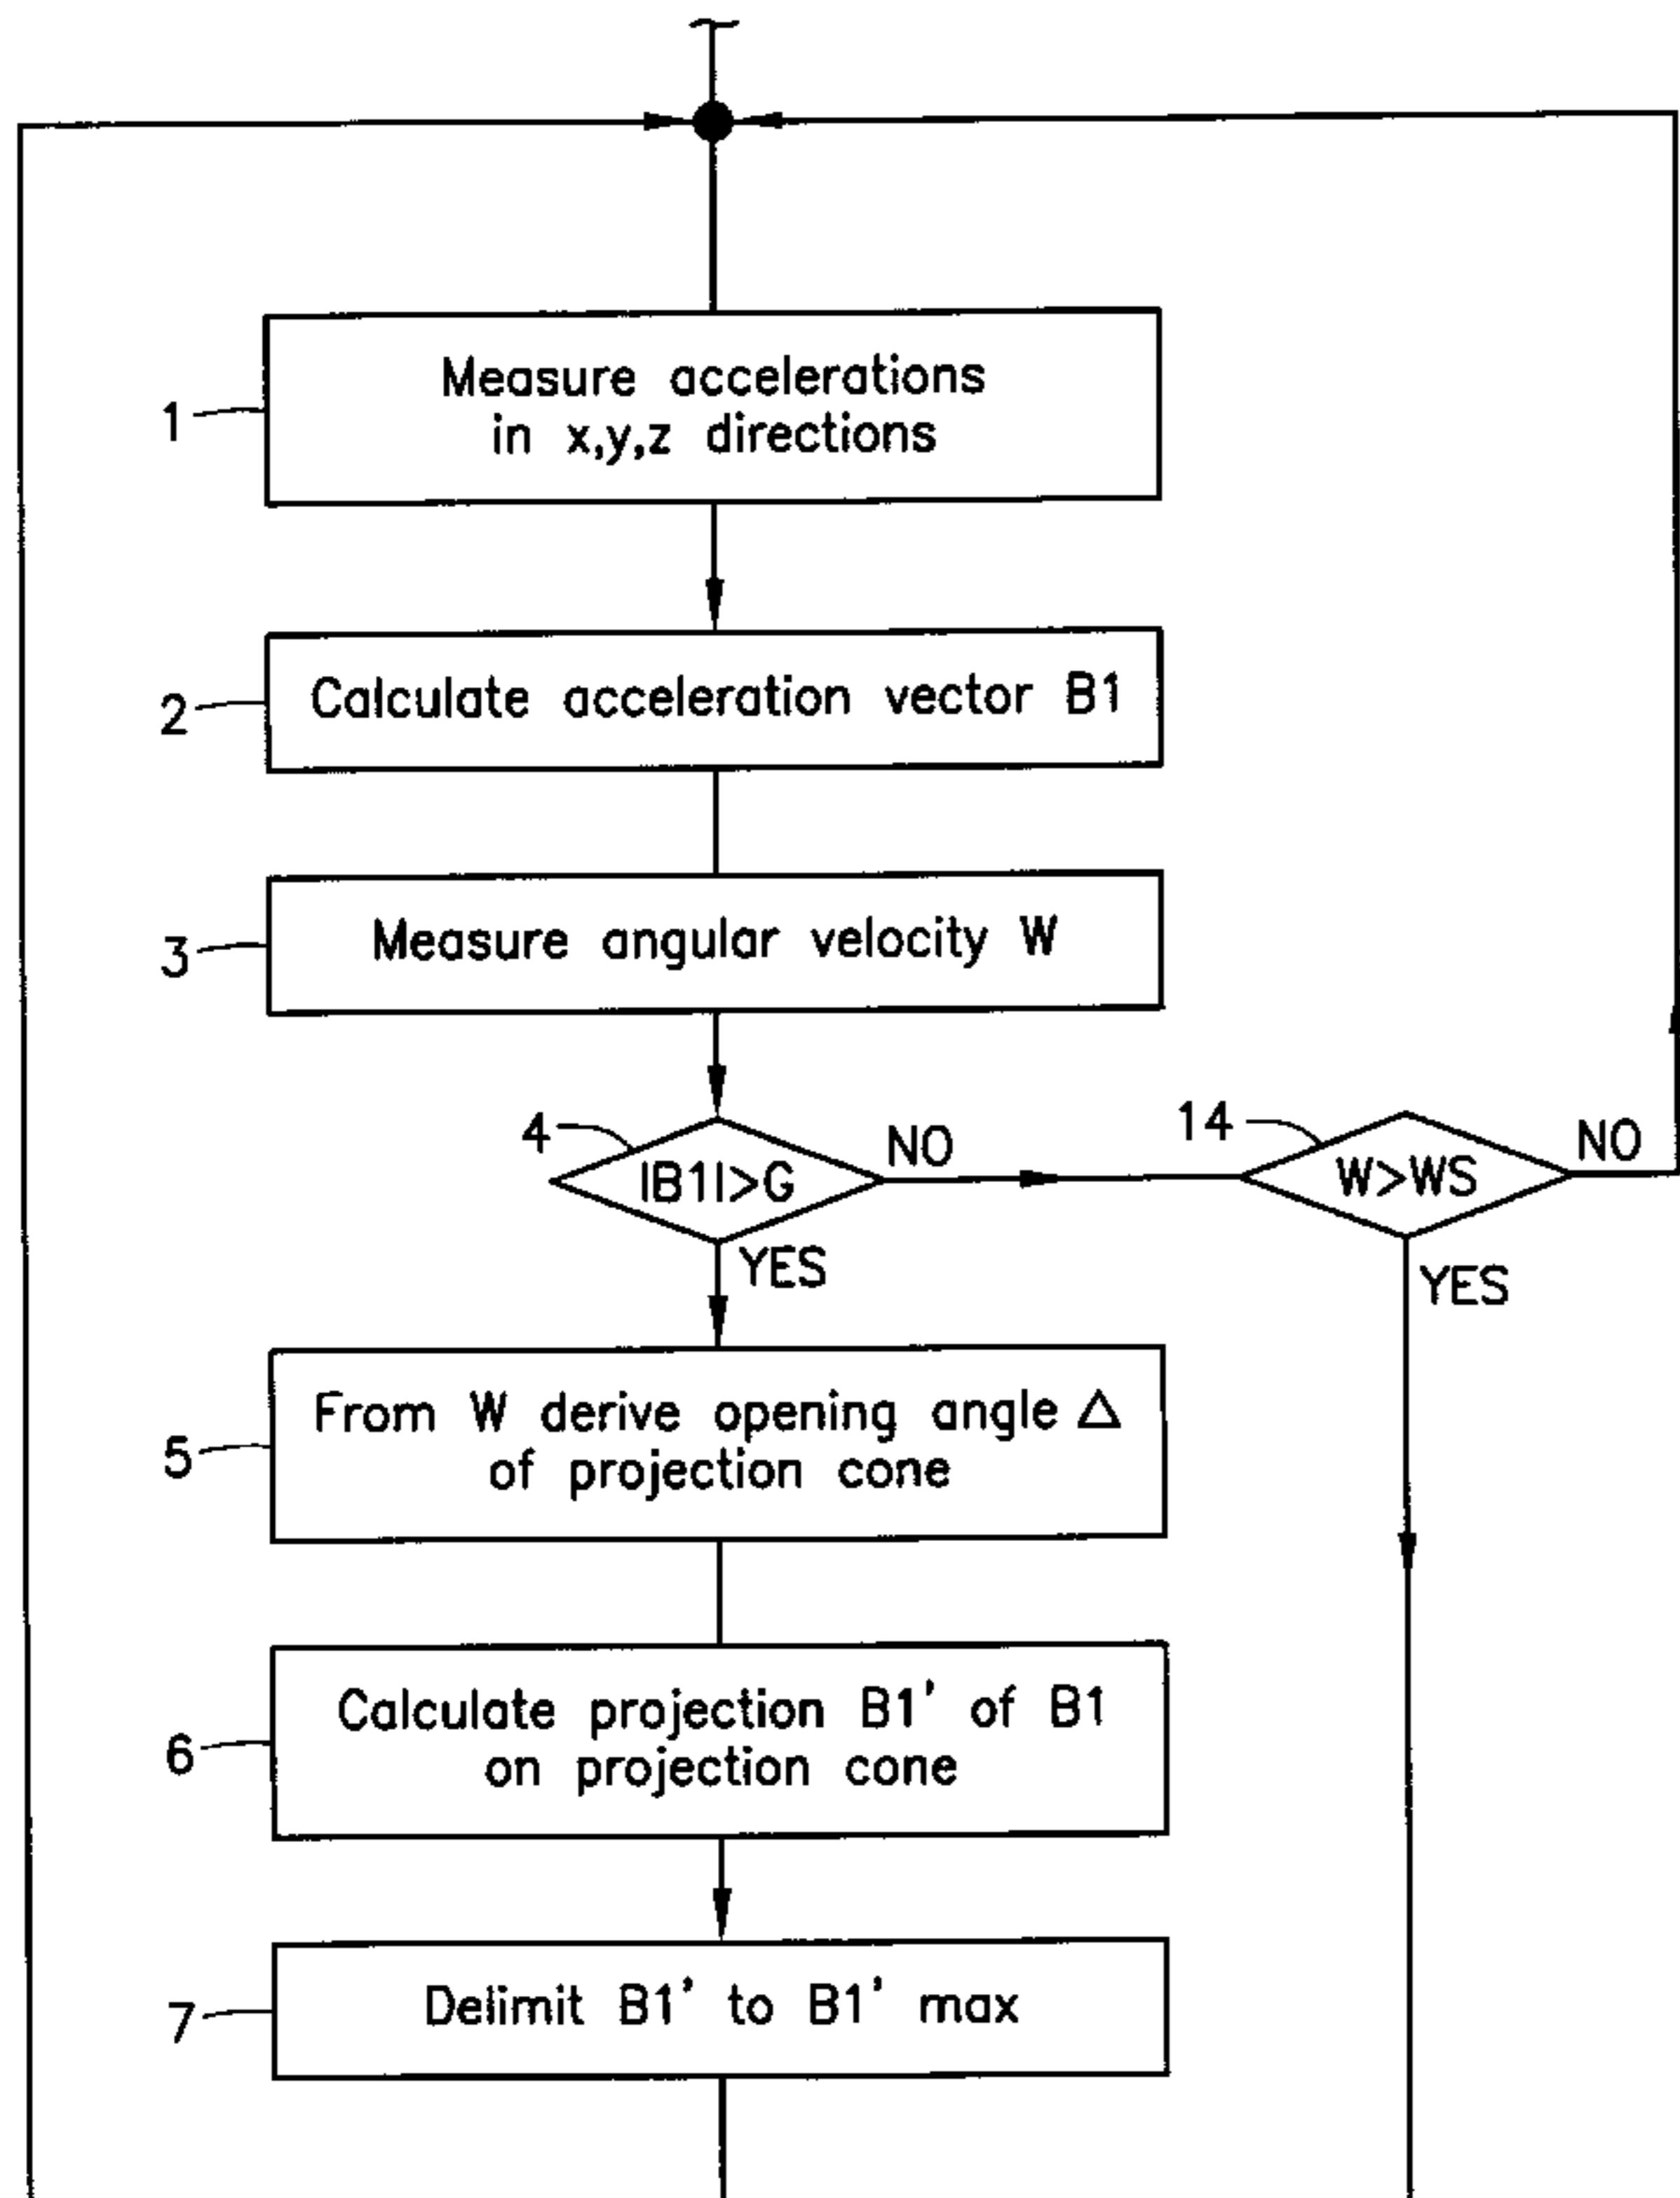 1
Measure accelerations
in x,y,z directions
2
Calculate acceleration vector B1
3
Measure angular velocity W
4
|B1|>G
NO
14
W>WS
NO
YES
YES
5
From W derive opening angle △
of projection cone
6
Calculate projection B1' of B1
on projection cone
7
Delimit B1' to B1' max